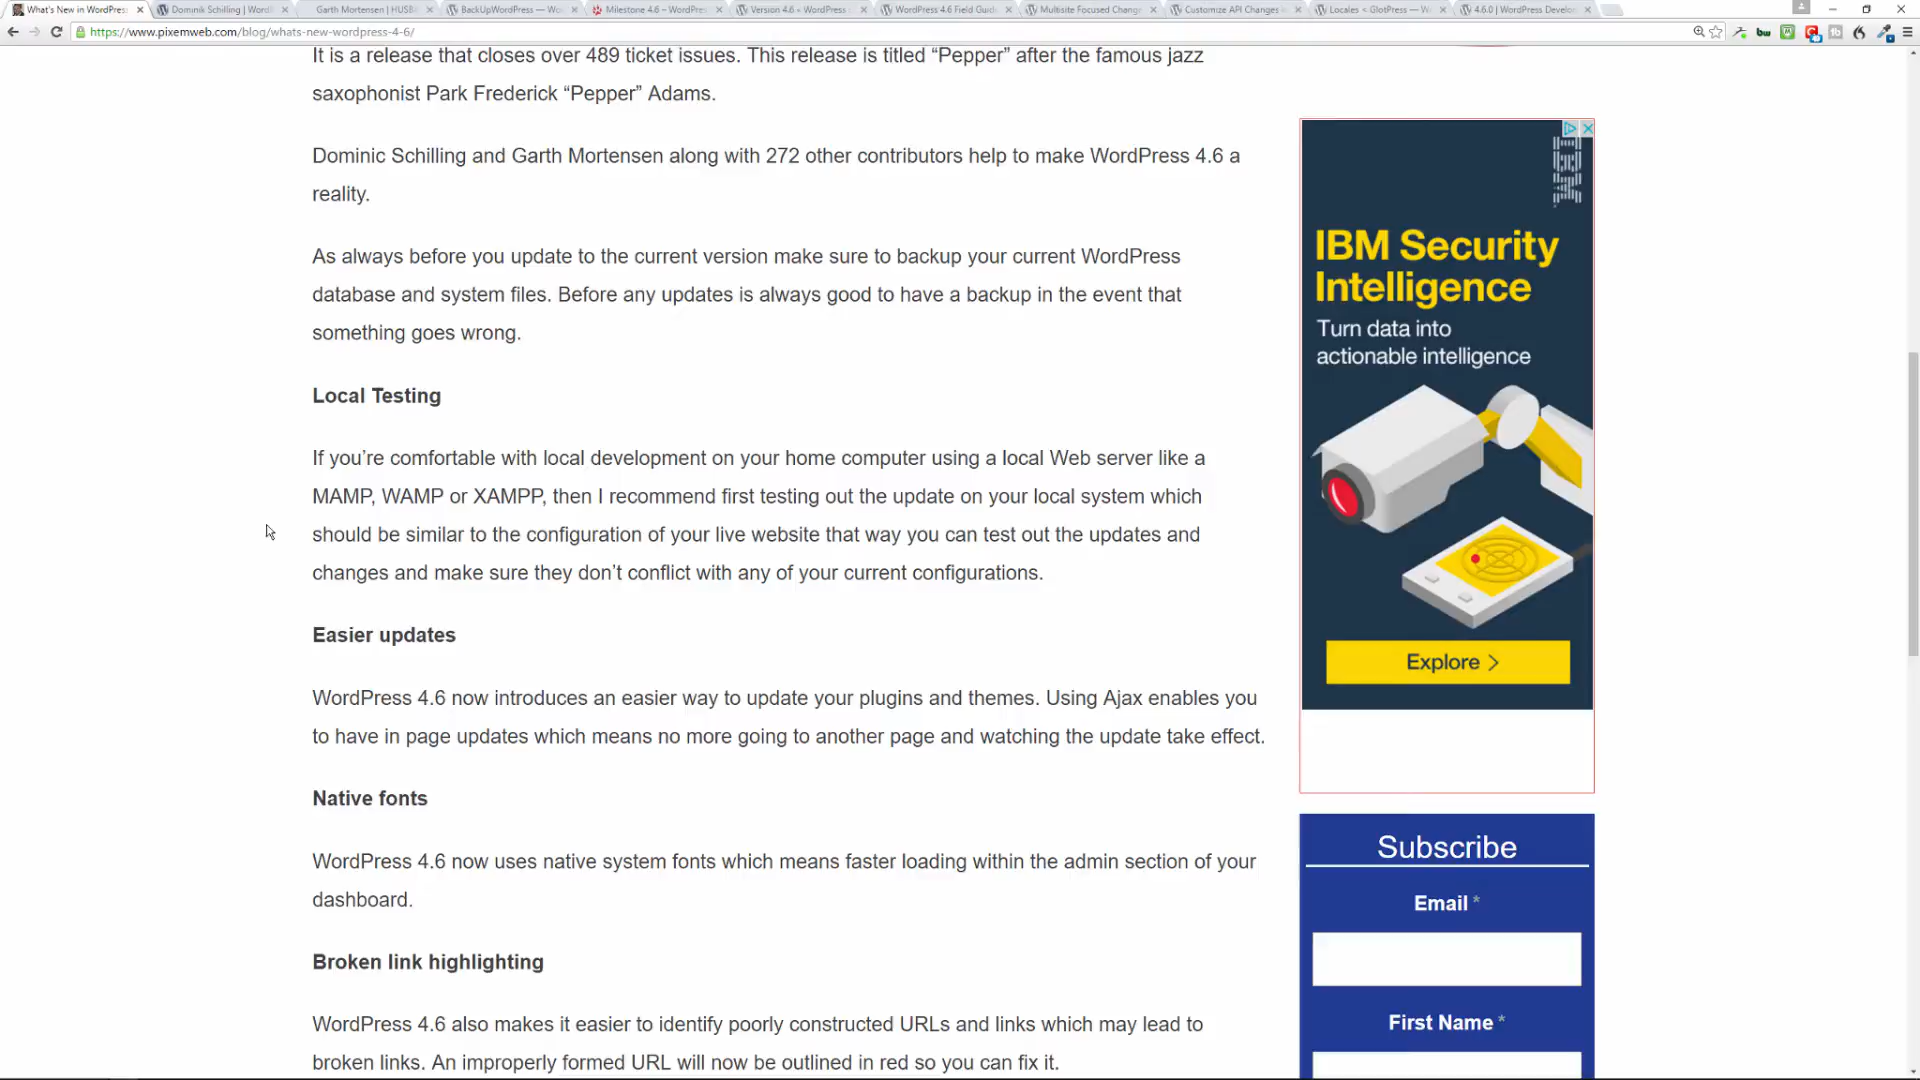 What's New in WordPress
Dominik Schilling | Word
Garth Mortensen | HUSB
BackUpWordPress — Wo
Milestone 4.6 – WordPre
Version 4.6 « WordPress
WordPress 4.6 Field Guid
Multisite Focused Chang
Customize API Changes
Locales < GlotPress — W
4.6.0 | WordPress Develo
https://www.pixemweb.com/blog/whats-new-wordpress-4-6/
It is a release that closes over 489 ticket issues. This release is titled “Pepper” after the famous jazz
saxophonist Park Frederick “Pepper” Adams.
Dominic Schilling and Garth Mortensen along with 272 other contributors help to make WordPress 4.6 a
reality.
As always before you update to the current version make sure to backup your current WordPress
database and system files. Before any updates is always good to have a backup in the event that
something goes wrong.
Local Testing
If you’re comfortable with local development on your home computer using a local Web server like a
MAMP, WAMP or XAMPP, then I recommend first testing out the update on your local system which
should be similar to the configuration of your live website that way you can test out the updates and
changes and make sure they don’t conflict with any of your current configurations.
Easier updates
WordPress 4.6 now introduces an easier way to update your plugins and themes. Using Ajax enables you
to have in page updates which means no more going to another page and watching the update take effect.
Native fonts
WordPress 4.6 now uses native system fonts which means faster loading within the admin section of your
dashboard.
Broken link highlighting
WordPress 4.6 also makes it easier to identify poorly constructed URLs and links which may lead to
broken links. An improperly formed URL will now be outlined in red so you can fix it.
IBM
IBM Security
Intelligence
Turn data into
actionable intelligence
Explore >
Subscribe
Email *
First Name *